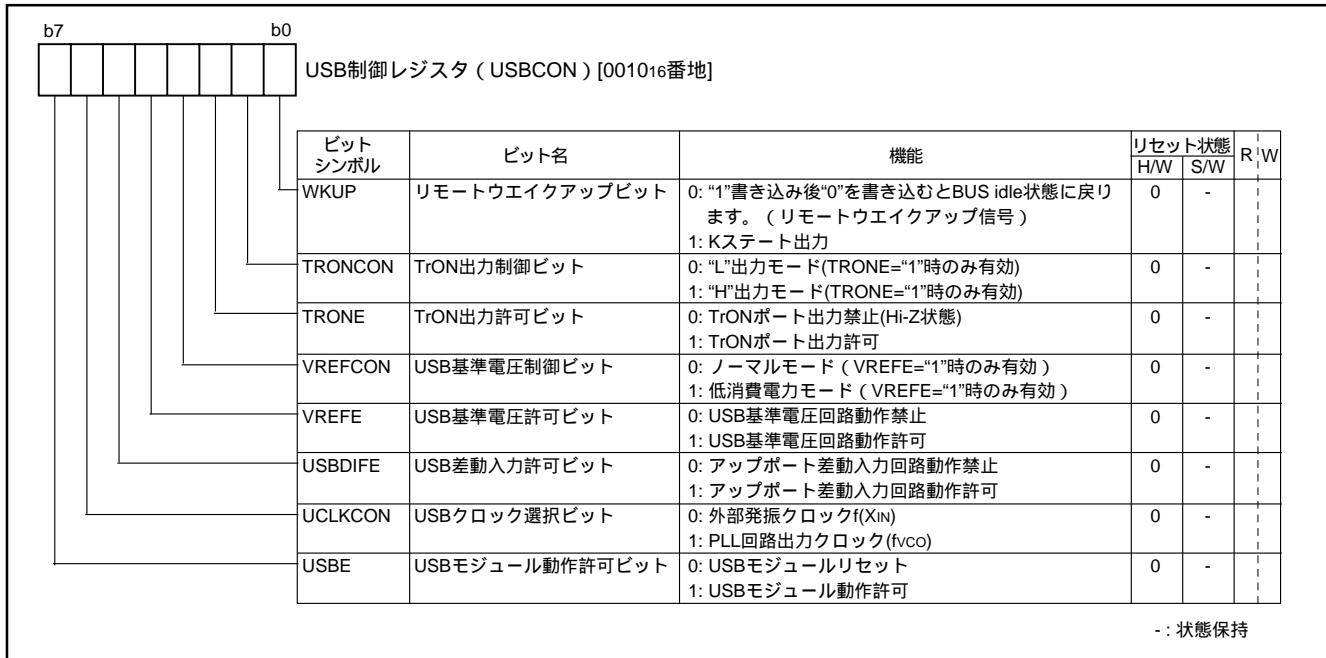 b7 b0
USB制御レジスタ ( USBCON ) [001016番地]
ビット
シンボル
ビット名
機能
リセット状態
H/W S/W
R W
WKUP リモートウエイクアップビット 0: “1”書き込み後“0”を書き込むとBUS idle状態に戻り
ます。( リモートウエイクアップ信号 )
1: Kステート出力
0 -
TRONCON TrON出力制御ビット 0: “L”出力モード(TRONE=“1”時のみ有効) 0 -
1: “H”出力モード(TRONE=“1”時のみ有効)
TRONE TrON出力許可ビット 0: TrONポート出力禁止(Hi-Z状態) 0 -
1: TrONポート出力許可
VREFCON USB基準電圧制御ビット 0: ノーマルモード ( VREFE=“1”時のみ有効 ) 0 -
1: 低消費電力モード ( VREFE=“1”時のみ有効 )
VREFE USB基準電圧許可ビット 0: USB基準電圧回路動作禁止 0 -
1: USB基準電圧回路動作許可
USBDIFE USB差動入力許可ビット 0: アップポート差動入力回路動作禁止 0 -
1: アップポート差動入力回路動作許可
UCLKCON USBクロック選択ビット 0: 外部発振クロックf(XIN) 0 -
1: PLL回路出力クロック(fVCO)
USBE USBモジュール動作許可ビット 0: USBモジュールリセット 0 -
1: USBモジュール動作許可
- : 状態保持